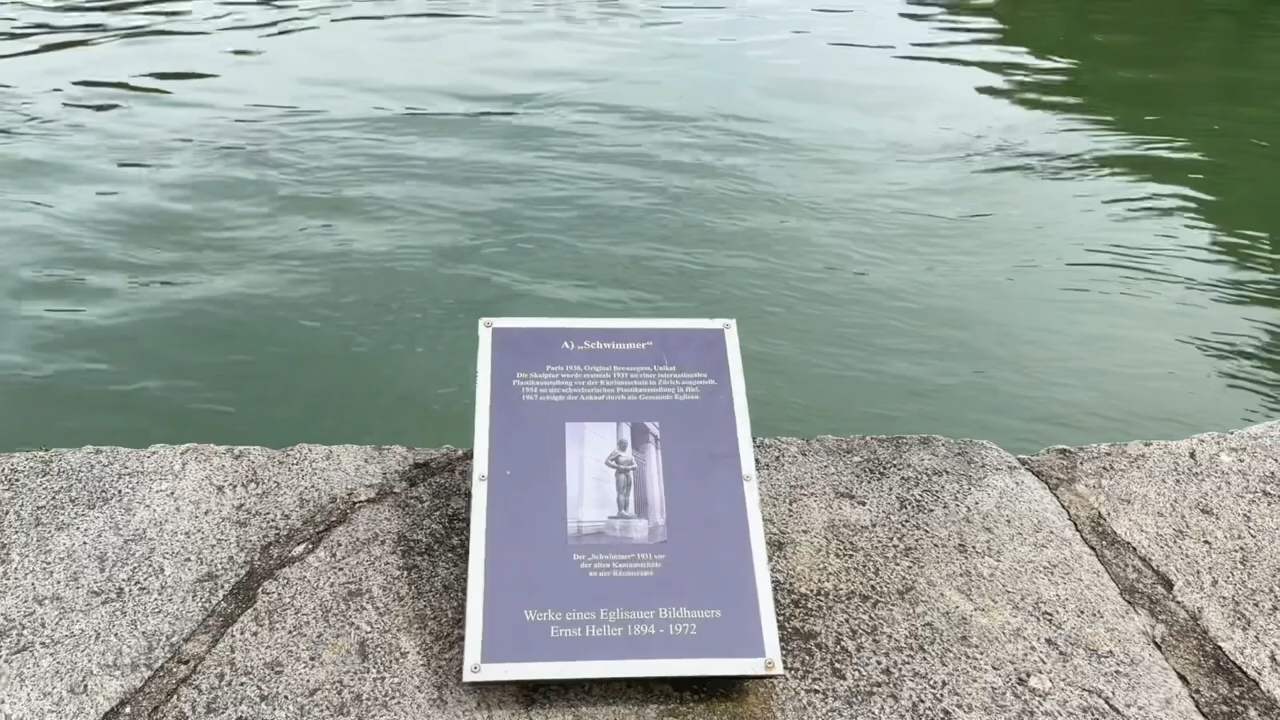 A) „Schwimmer“
Paris 1930, Original Bronzeguss, Unikat
Die Skulptur wurde erstmals 1931 an einer internationalen
Plastikausstellung vor der Kantonsschule in Zürich ausgestellt,
1954 an der schweizerischen Plastikausstellung in Biel.
1967 erfolgte der Ankauf durch die Gemeinde Eglisau.
Der „Schwimmer“ 1931 vor
der alten Kantonsschule
an der Rämistrasse
Werke eines Eglisauer Bildhauers
Ernst Heller 1894 - 1972